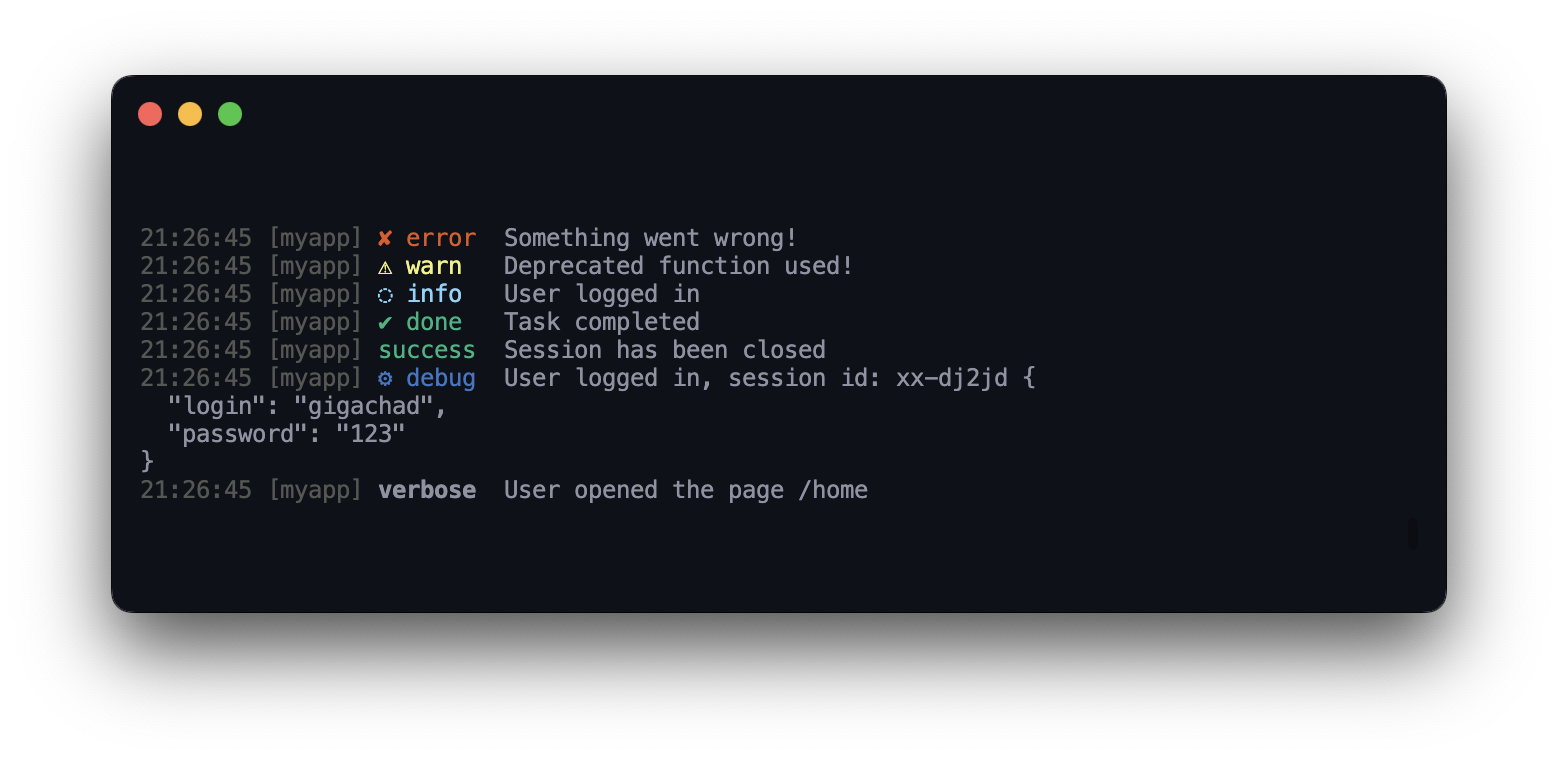 21:26:45 [myapp] ✘ error  Something went wrong!
21:26:45 [myapp] ⚠ warn   Deprecated function used!
21:26:45 [myapp] ◌ info   User logged in
21:26:45 [myapp] ✔ done   Task completed
21:26:45 [myapp] success  Session has been closed
21:26:45 [myapp] ⚙ debug  User logged in, session id: xx-dj2jd {
  "login": "gigachad",
  "password": "123"
}
21:26:45 [myapp] verbose  User opened the page /home